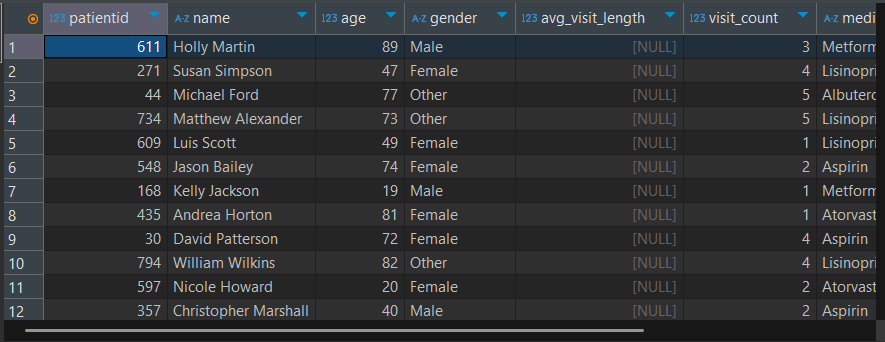 123 patientid A-Z name 123 age A-Z gender 123 avg_visit_length 123 visit_count A-Z medi
1 611 Holly Martin 89 Male [NULL] 3 Metform
2 271 Susan Simpson 47 Female [NULL] 4 Lisinopri
3 44 Michael Ford 77 Other [NULL] 5 Albutero
4 734 Matthew Alexander 73 Other [NULL] 5 Lisinopri
5 609 Luis Scott 49 Female [NULL] 1 Lisinopri
6 548 Jason Bailey 74 Female [NULL] 2 Aspirin
7 168 Kelly Jackson 19 Male [NULL] 1 Metform
8 435 Andrea Horton 81 Female [NULL] 1 Atorvast
9 30 David Patterson 72 Female [NULL] 4 Aspirin
10 794 William Wilkins 82 Other [NULL] 4 Lisinopri
11 597 Nicole Howard 20 Female [NULL] 2 Atorvast
12 357 Christopher Marshall 40 Male [NULL] 2 Aspirin